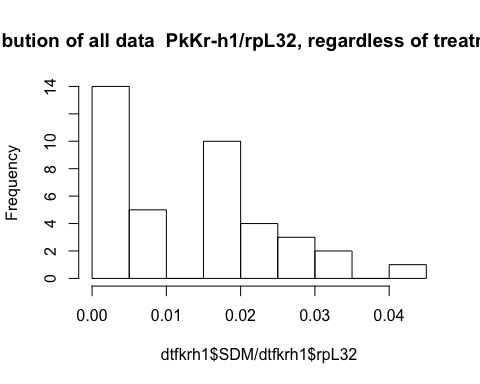 bution of all data  PkKr-h1/rpL32, regardless of treatr
Frequency
14
10
8
6
4
2
0
0.00 0.01 0.02 0.03 0.04
dtfkrh1$SDM/dtfkrh1$rpL32